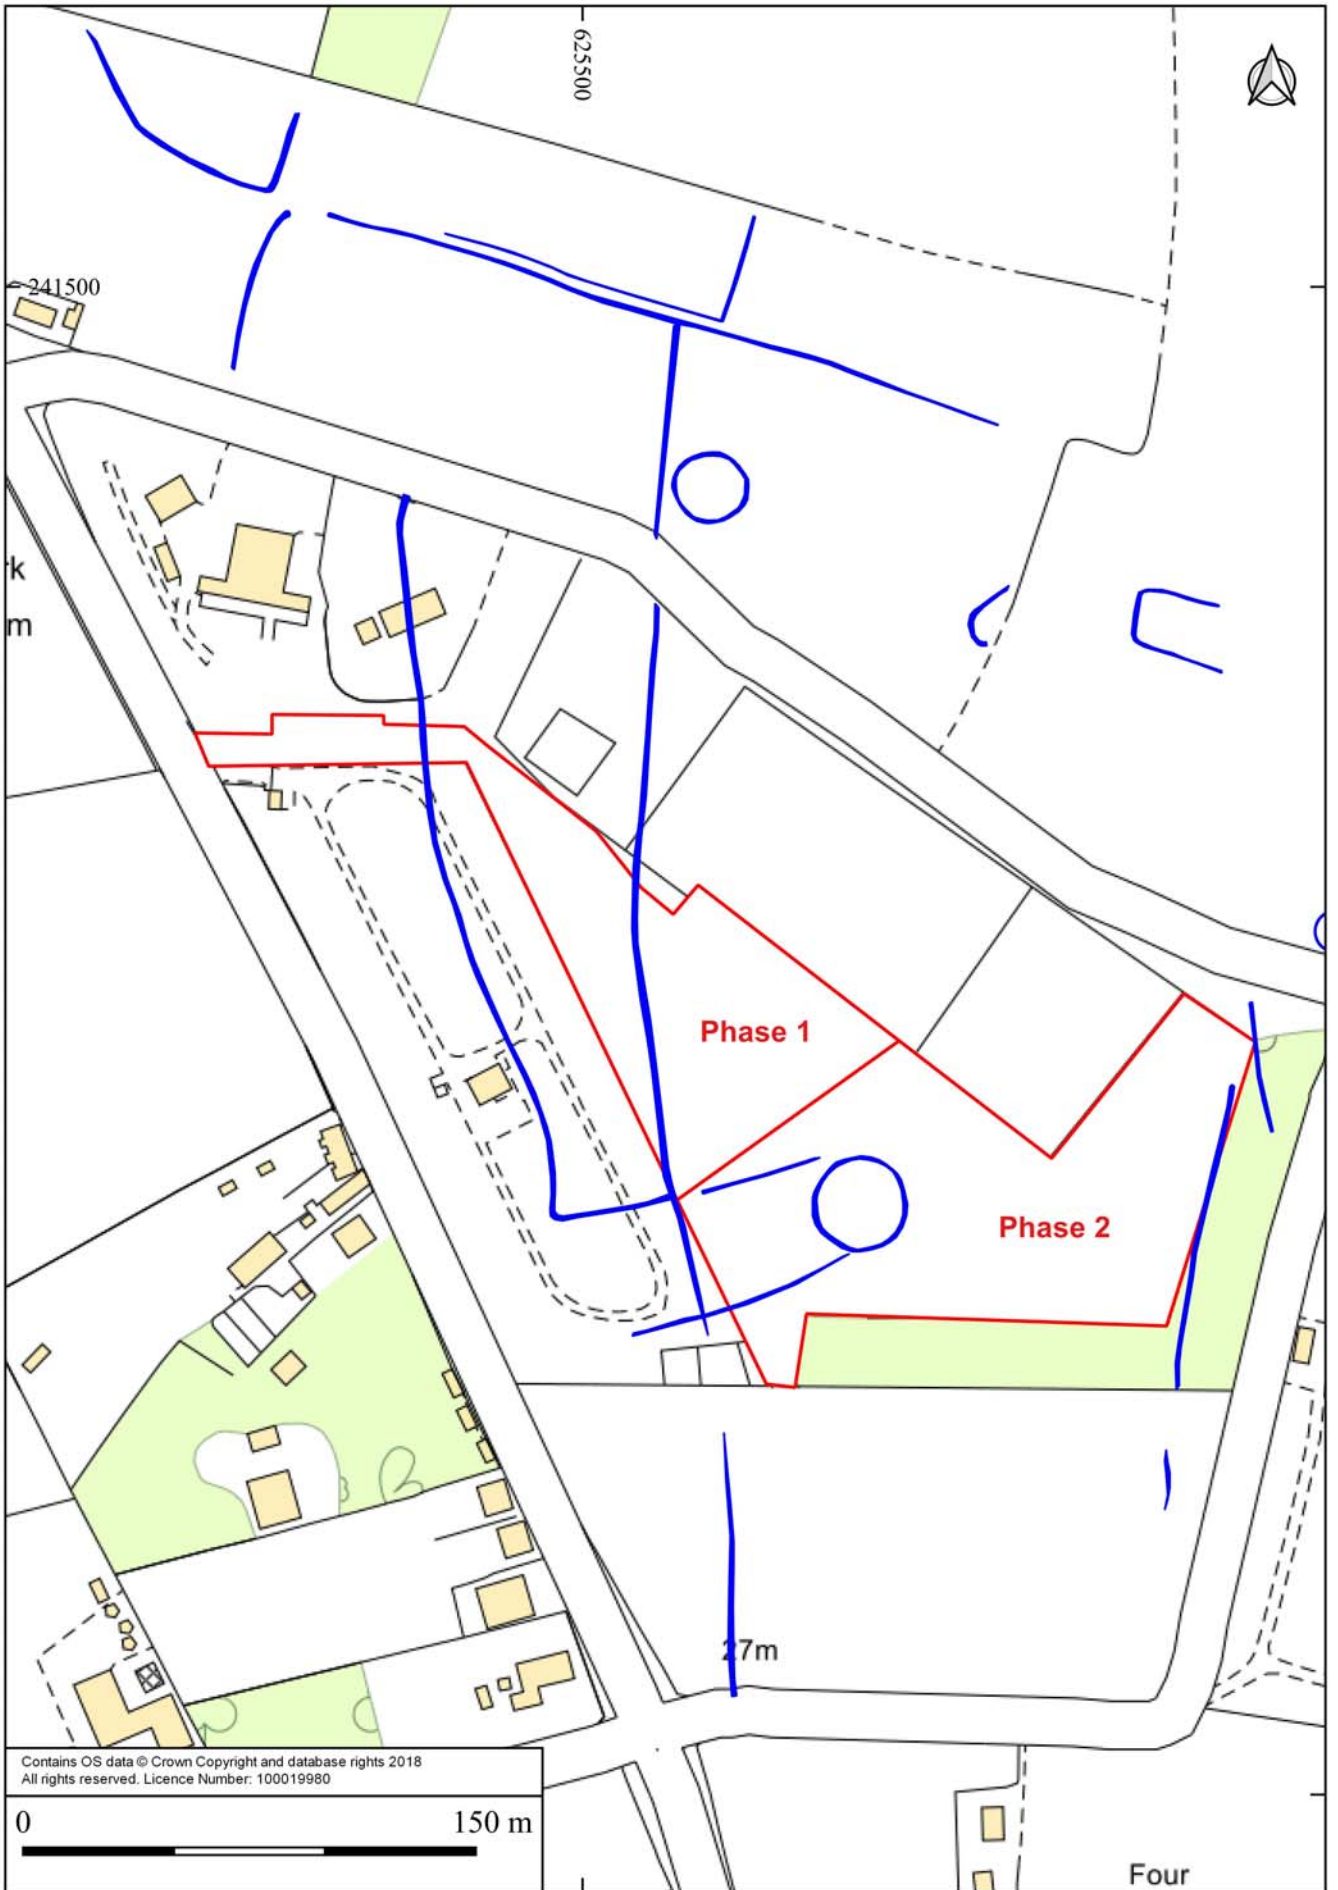 625500
241500
k
m
Phase 1
Phase 2
27m
Contains OS data © Crown Copyright and database rights 2018
All rights reserved. Licence Number: 100019980
0 150 m
Four